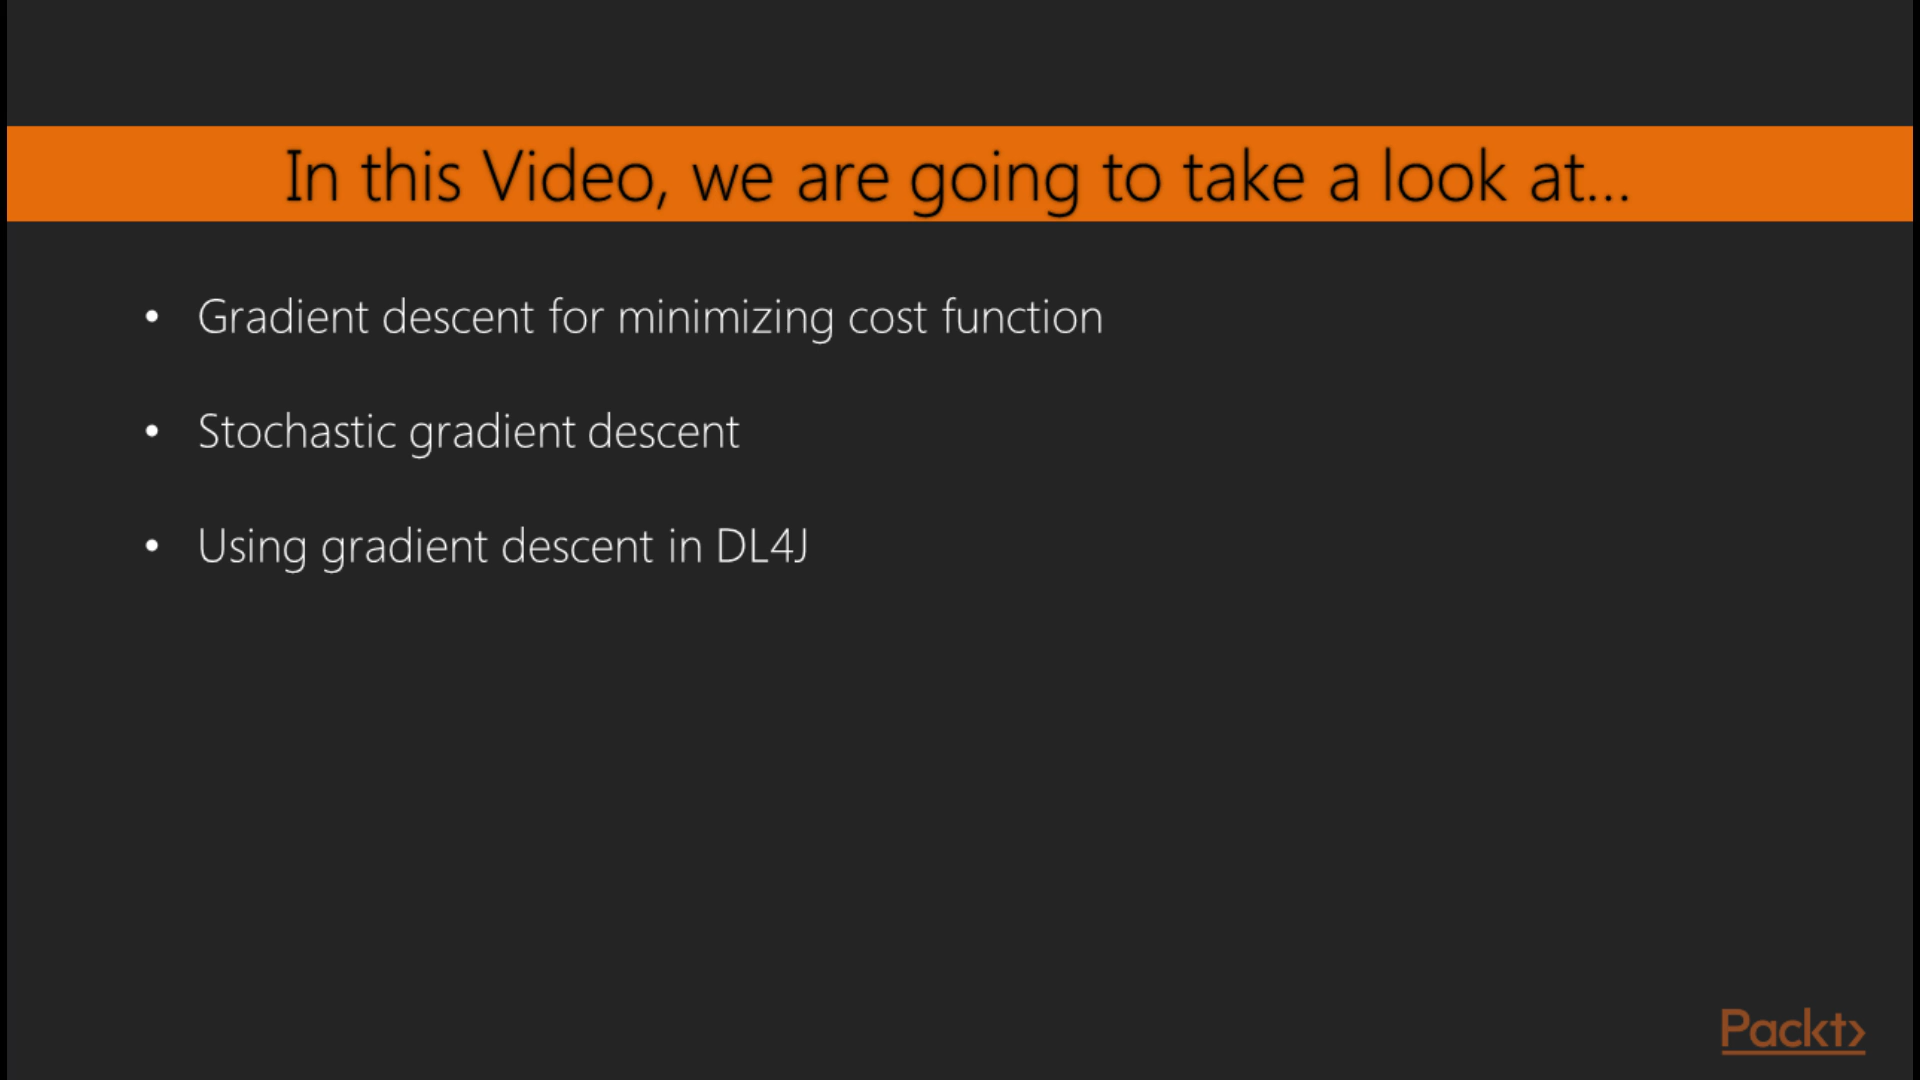 In this Video, we are going to take a look at...
• Gradient descent for minimizing cost function
• Stochastic gradient descent
• Using gradient descent in DL4J
Packt>